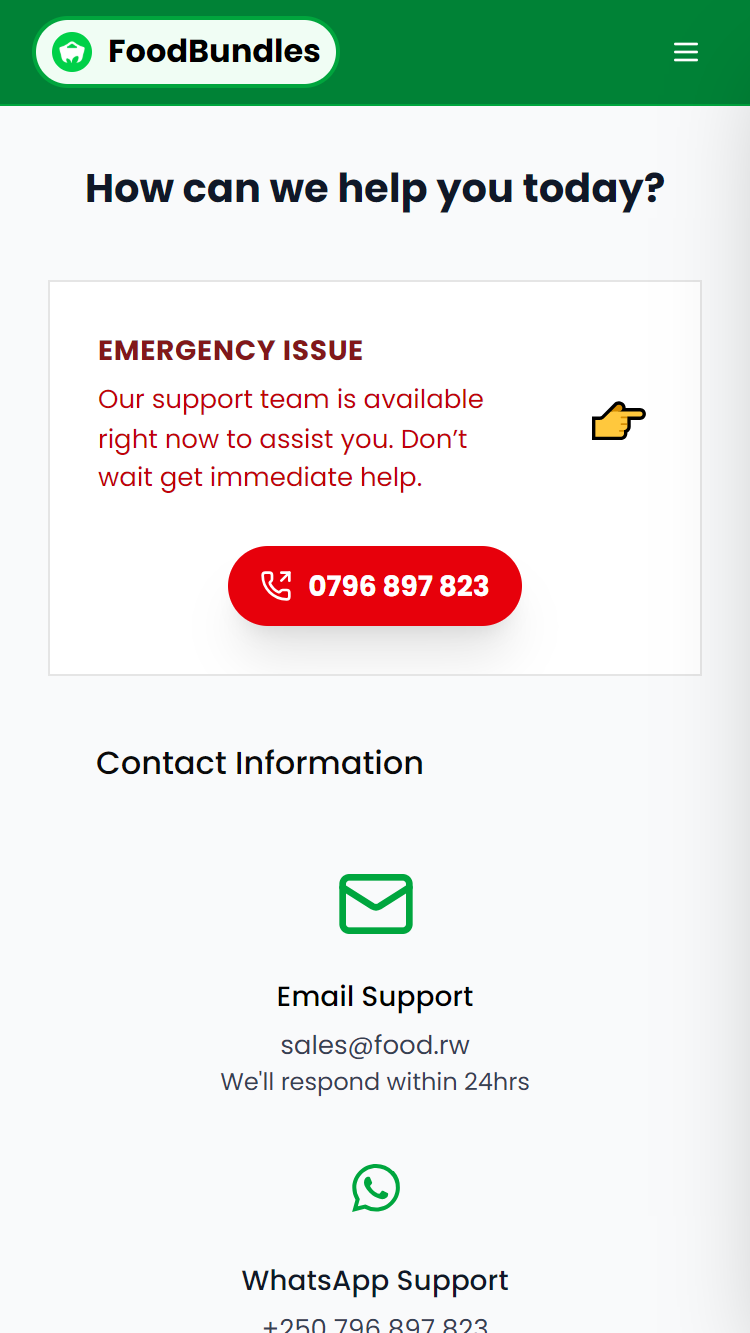 FoodBundles
How can we help you today?
EMERGENCY ISSUE
Our support team is available
right now to assist you. Don’t
wait get immediate help.
0796 897 823
Contact Information
Email Support
sales@food.rw
We'll respond within 24hrs
WhatsApp Support
+250 796 897 823